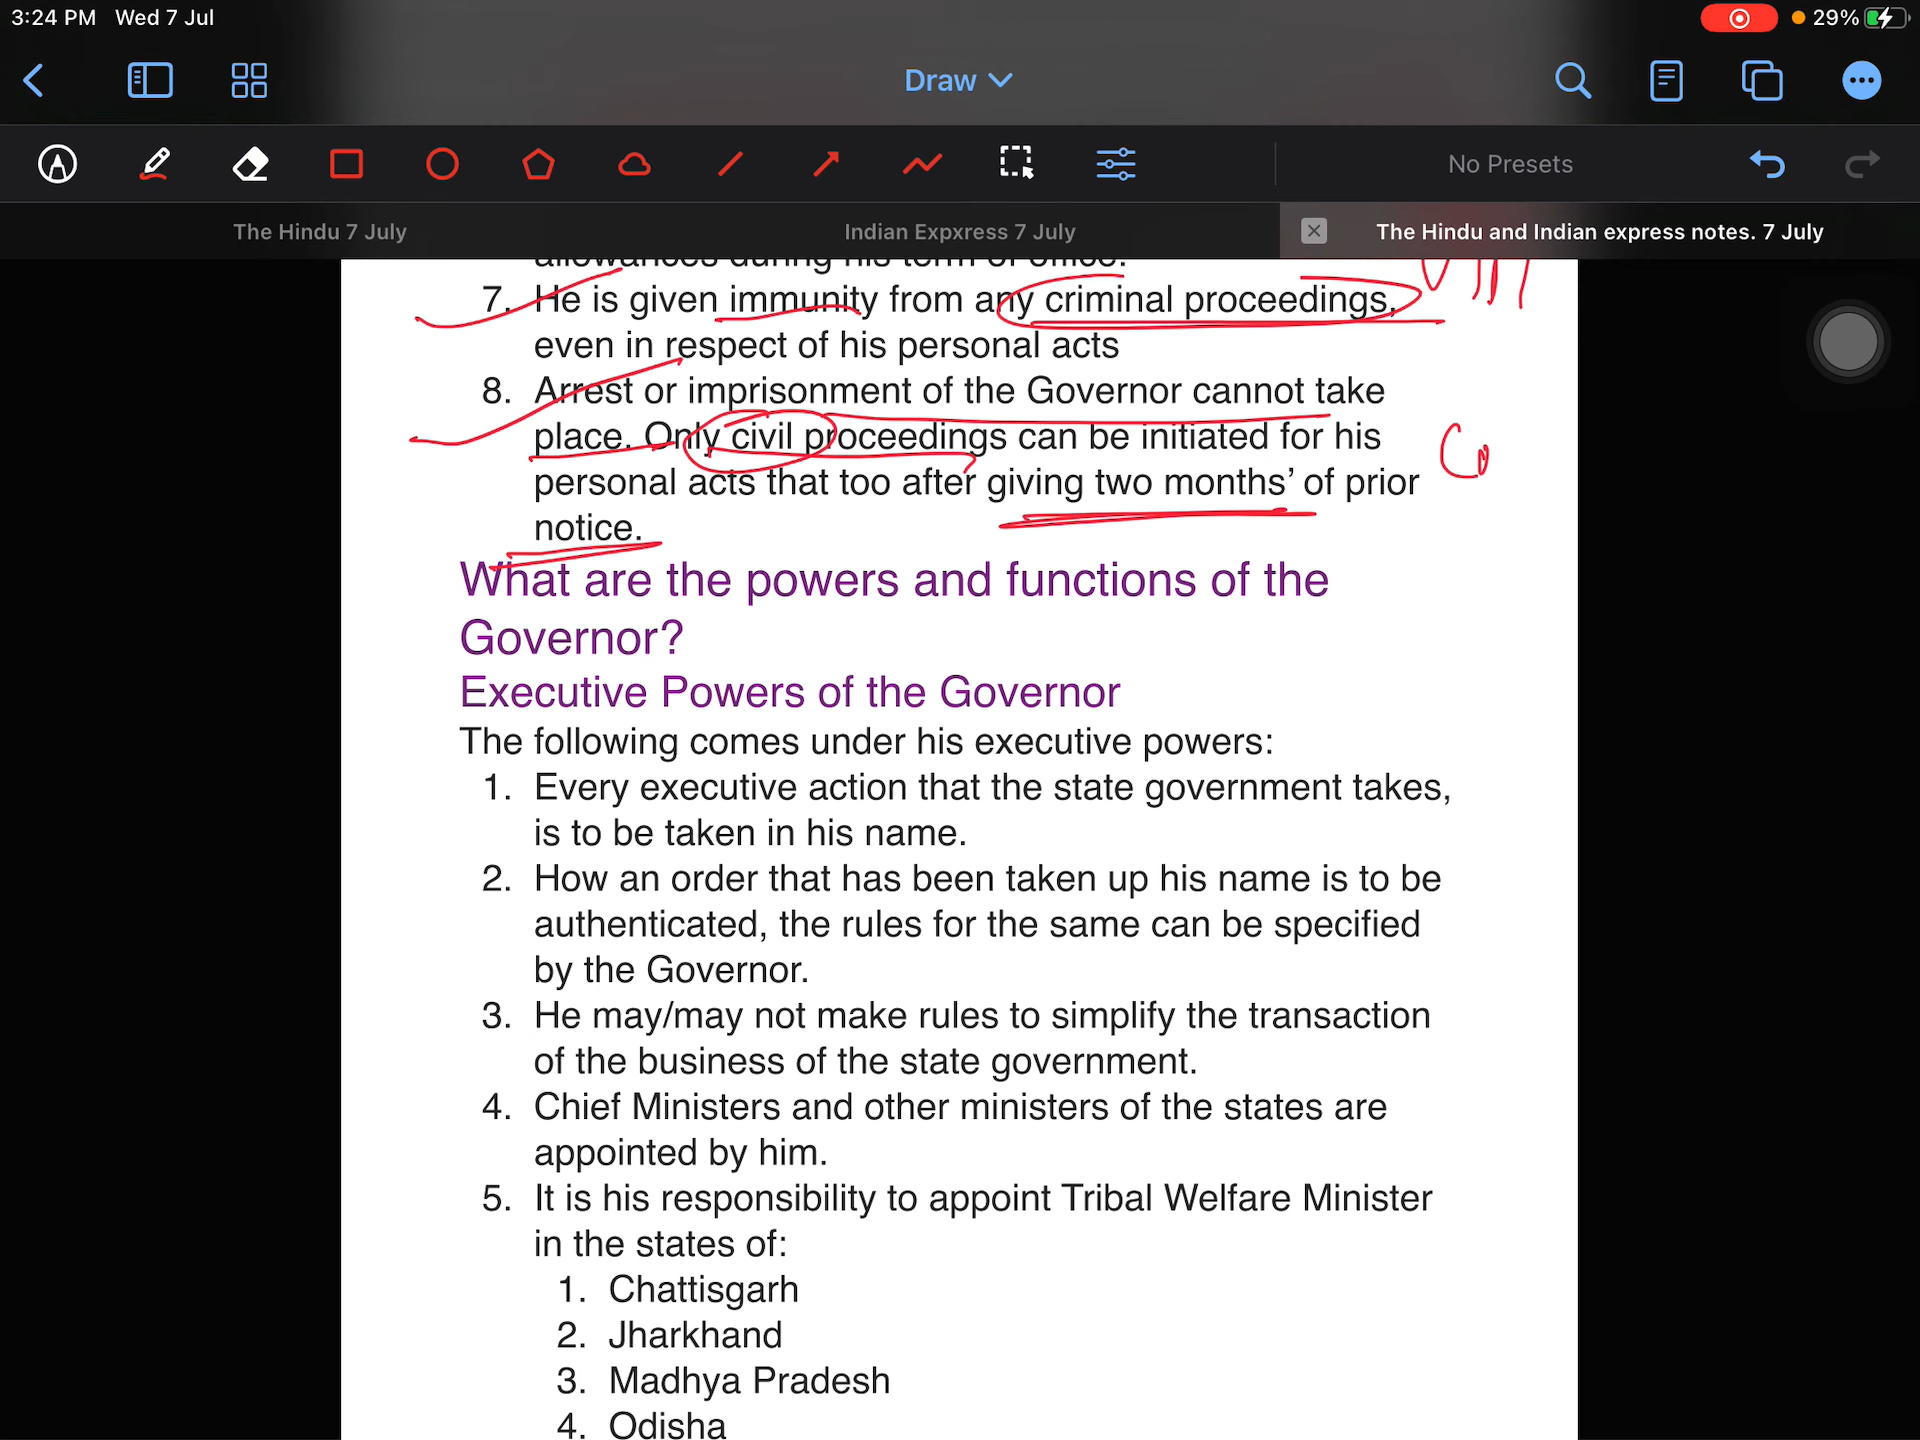 3:24 PM Wed 7 Jul 29%
Draw
No Presets
The Hindu 7 July Indian Expxress 7 July The Hindu and Indian express notes. 7 July
allowances during his term of office.
7. He is given immunity from any criminal proceedings,
even in respect of his personal acts
8. Arrest or imprisonment of the Governor cannot take
place. Only civil proceedings can be initiated for his
personal acts that too after giving two months’ of prior
notice.
What are the powers and functions of the
Governor?
Executive Powers of the Governor
The following comes under his executive powers:
1. Every executive action that the state government takes,
is to be taken in his name.
2. How an order that has been taken up his name is to be
authenticated, the rules for the same can be specified
by the Governor.
3. He may/may not make rules to simplify the transaction
of the business of the state government.
4. Chief Ministers and other ministers of the states are
appointed by him.
5. It is his responsibility to appoint Tribal Welfare Minister
in the states of:
1. Chattisgarh
2. Jharkhand
3. Madhya Pradesh
4. Odisha